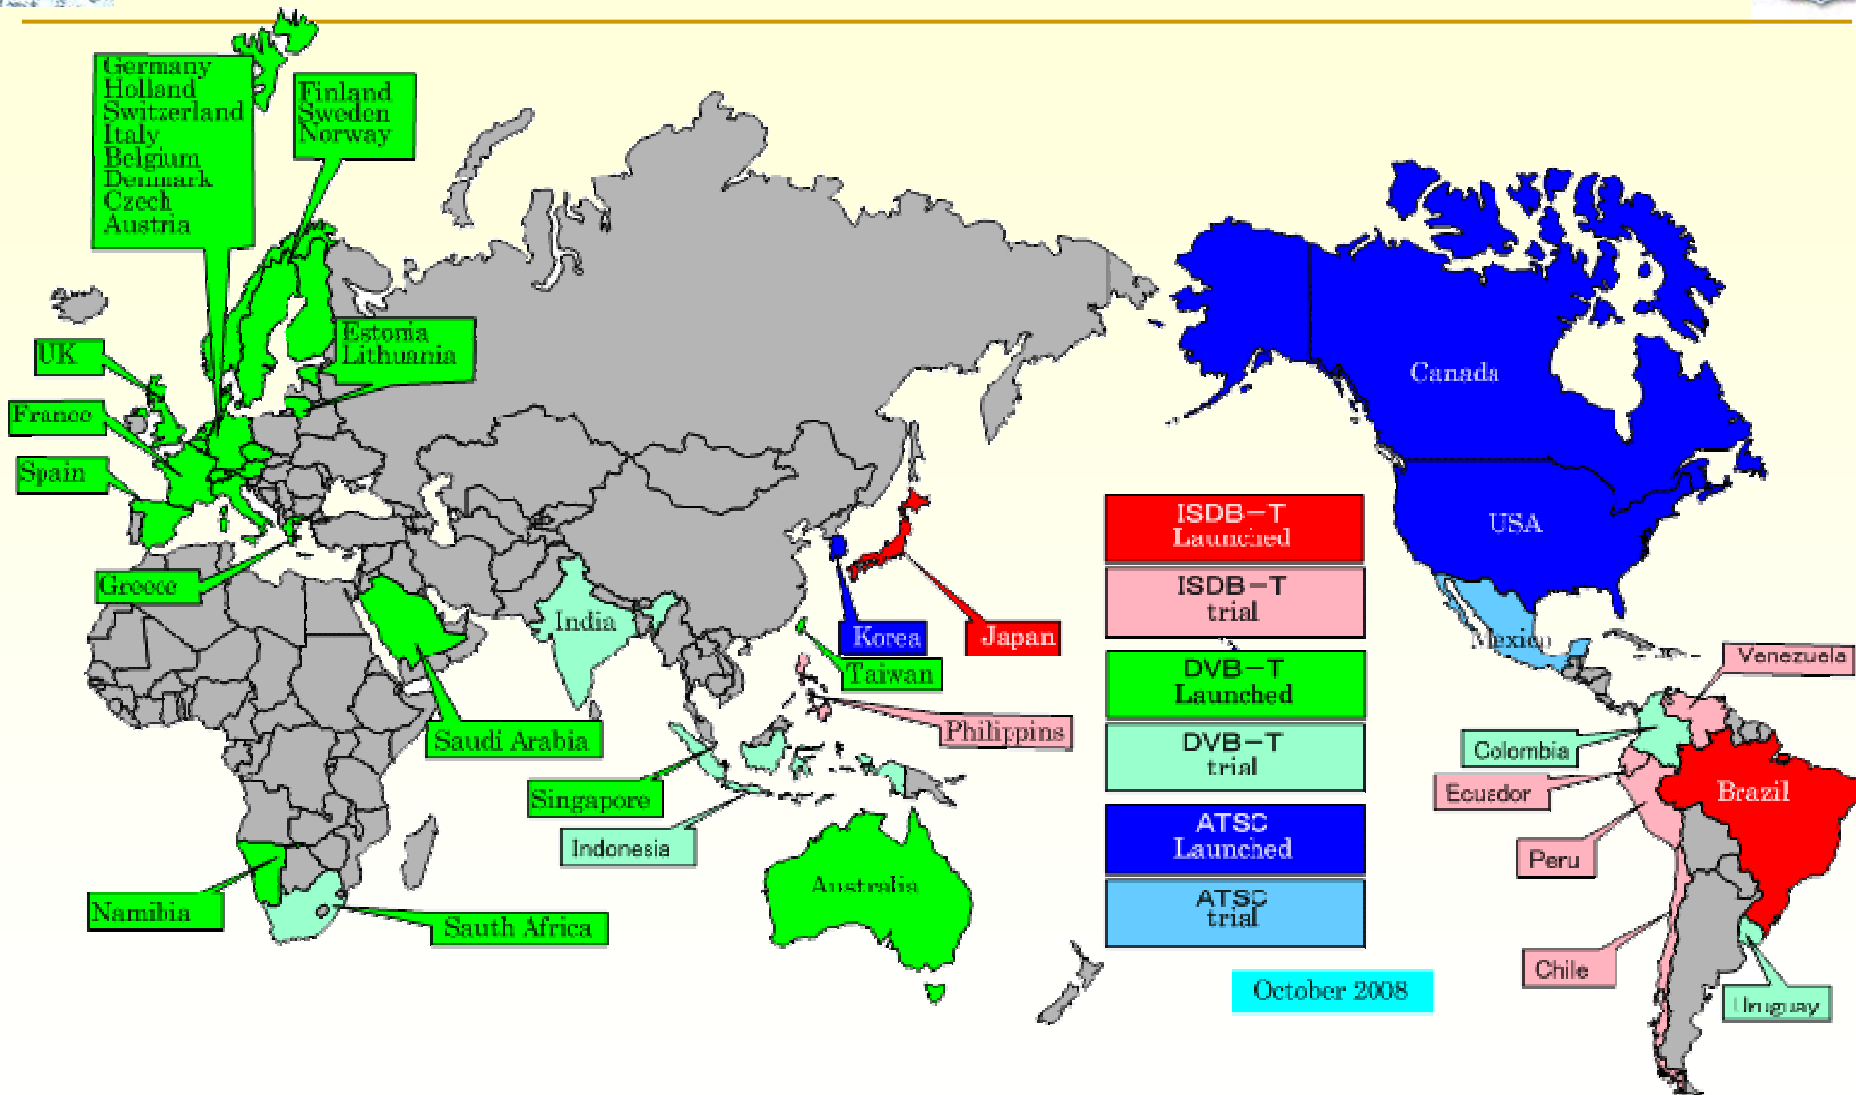 Germany
Holland
Switzerland
Italy
Belgium
Denmark
Czech
Austria
Finland
Sweden
Norway
Estonia
Lithuania
UK
France
Spain
Greece
Saudi Arabia
India
Korea
Japan
Taiwan
Philippins
Singapore
Indonesia
Australia
Namibia
Sauth Africa
ISDB-T
Launched
ISDB-T
trial
DVB-T
Launched
DVB-T
trial
ATSC
Launched
ATSC
trial
October 2008
Canada
USA
Mexico
Venezuela
Colombia
Ecuador
Brazil
Peru
Chile
Uruguay